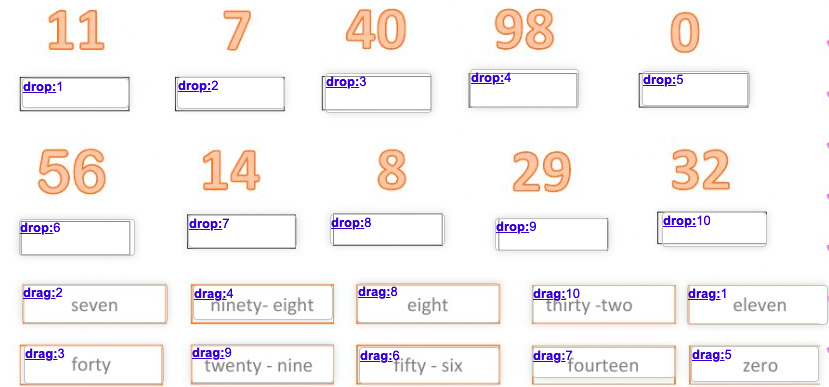 11 7 40 98 0
drop:1 drop:2 drop:3 drop:4 drop:5
56 14 8 29 32
drop:6 drop:7 drop:8 drop:9 drop:10
drag:2 seven drag:4 ninety- eight drag:8 eight drag:10 thirty -two drag:1 eleven
drag:3 forty drag:9 twenty - nine drag:6 fifty - six drag:7 fourteen drag:5 zero